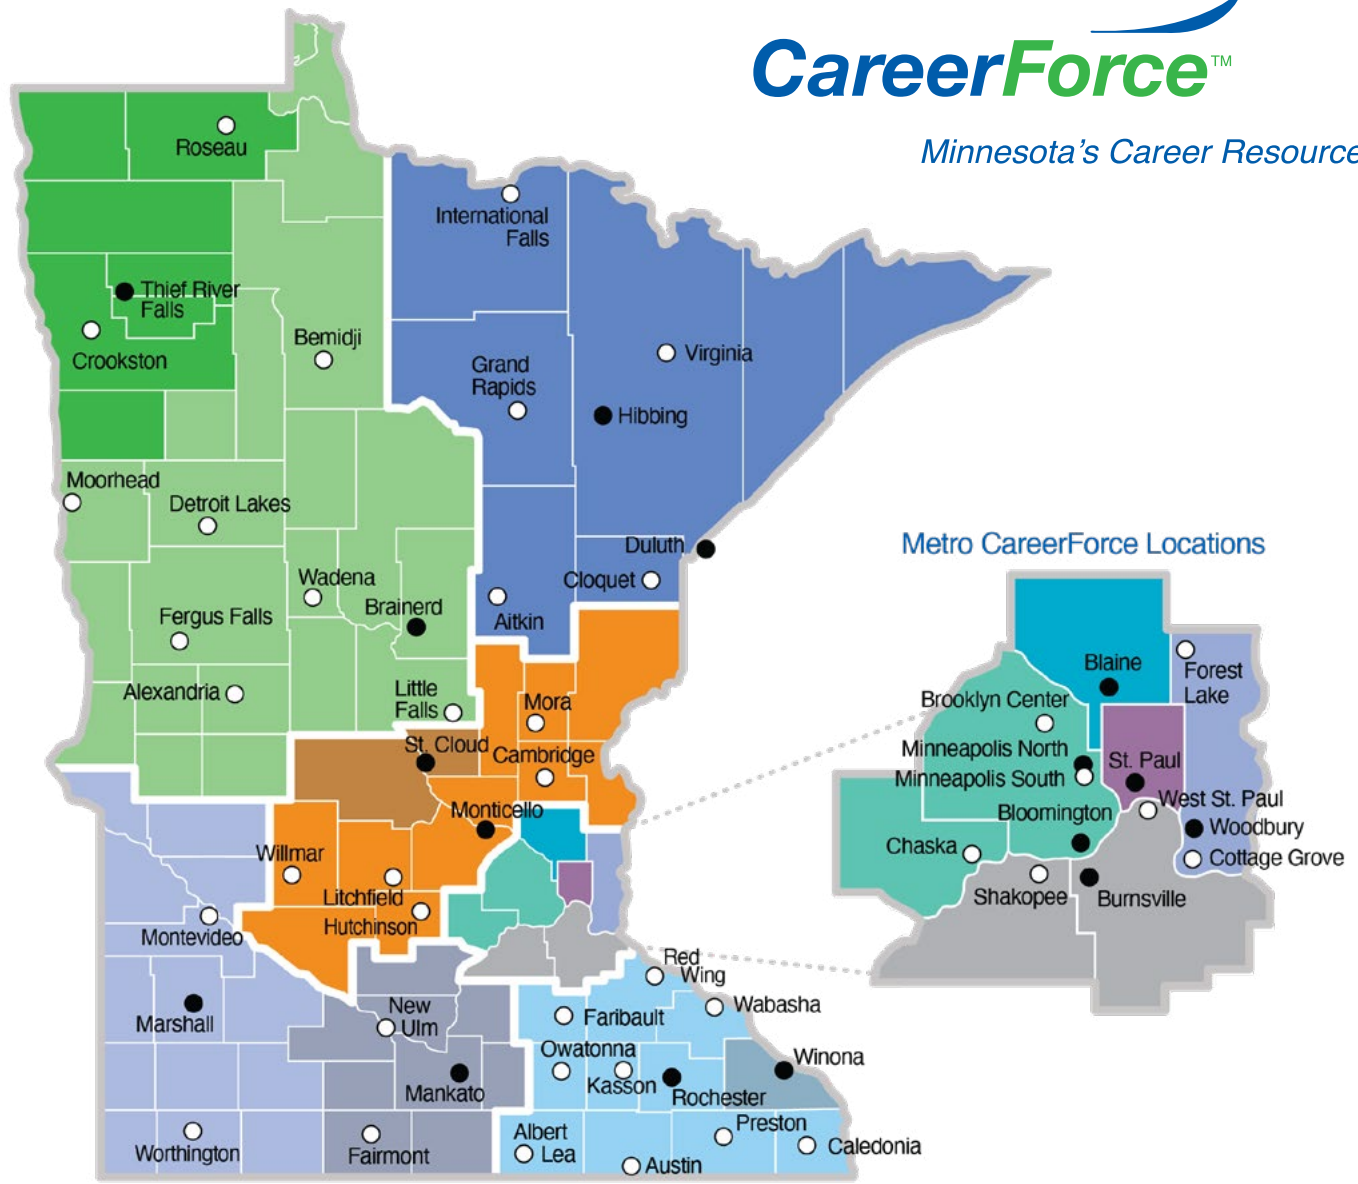 CareerForce™
Minnesota's Career Resource
Roseau
International
Falls
Thief River
Falls
Crookston
Bemidji
Grand
Rapids
Virginia
Hibbing
Moorhead
Detroit Lakes
Duluth
Cloquet
Wadena
Brainerd
Aitkin
Fergus Falls
Alexandria
Little
Falls
Mora
St. Cloud
Cambridge
Monticello
Willmar
Litchfield
Hutchinson
Montevideo
Marshall
New
Ulm
Mankato
Worthington
Fairmont
Red
Wing
Wabasha
Faribault
Owatonna
Kasson
Rochester
Winona
Albert
Lea
Austin
Preston
Caledonia
Metro CareerForce Locations
Blaine
Forest
Lake
Brooklyn Center
Minneapolis North
Minneapolis South
St. Paul
West St. Paul
Bloomington
Woodbury
Chaska
Cottage Grove
Shakopee
Burnsville